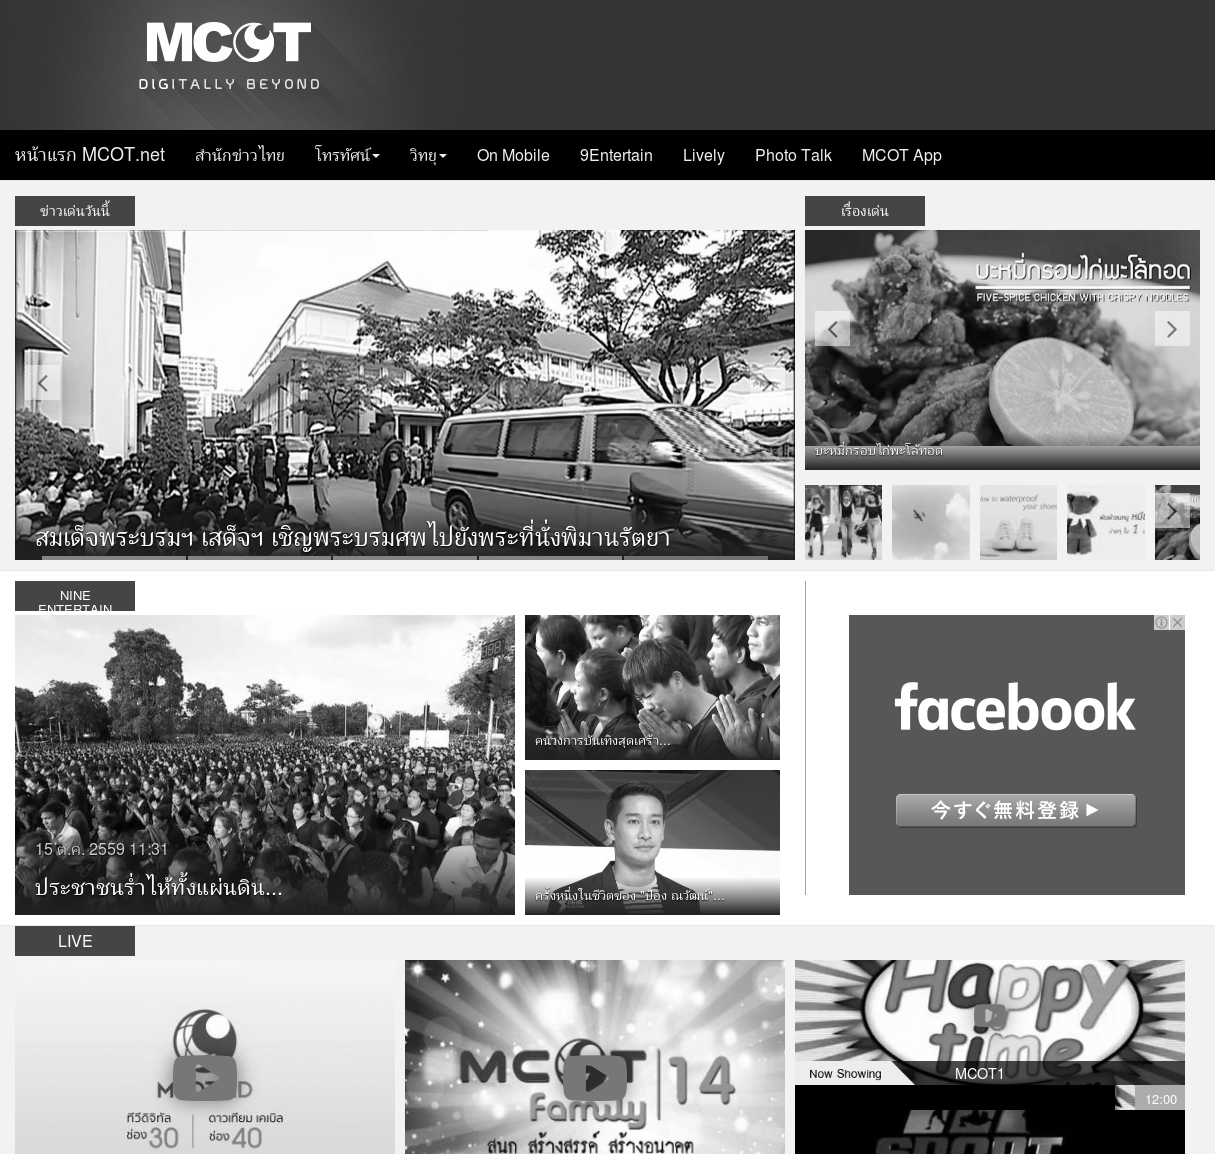 MCOT
DIGITALLY BEYOND
หน้าแรก MCOT.net สำนักข่าวไทย โทรทัศน์ วิทยุ On Mobile 9Entertain Lively Photo Talk MCOT App
ข่าวเด่นวันนี้
เรื่องเด่น
สมเด็จพระบรมฯ เสด็จฯ เชิญพระบรมศพไปยังพระที่นั่งพิมานรัตยา
บะหมี่กรอบไก่พะโล้ทอด
FIVE-SPICE CHICKEN WITH CRISPY NOODLES
บะหมี่กรอบไก่พะโล้ทอด
how to waterproof
your shoes
NINE
ENTERTAIN
15 ต.ค. 2559 11:31
ประชาชนร่ำไห้ทั้งแผ่นดิน...
คนวงการบันเทิงสุดเศร้า...
ครั้งหนึ่งในชีวิตของ "ป้อง ณวัฒน์"...
facebook
今すぐ無料登録
LIVE
ทีวีดิจิทัล
ช่อง 30
ดาวเทียม เคเบิล
ช่อง 40
MCOT Family 14
สนุก สร้างสรรค์ สร้างอนาคต
Happy time
Now Showing
MCOT1
12:00